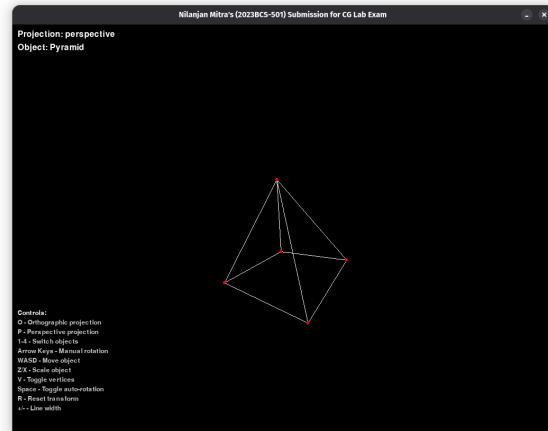 Nilanjan Mitra's (2023BCS-501) Submission for CG Lab Exam
Projection: perspective
Object: Pyramid
Controls:
O - Orthographic projection
P - Perspective projection
1-4 - Switch objects
Arrow Keys - Manual rotation
WASD - Move object
Z/X - Scale object
V - Toggle vertices
Space - Toggle auto-rotation
R - Reset transform
+/- - Line width